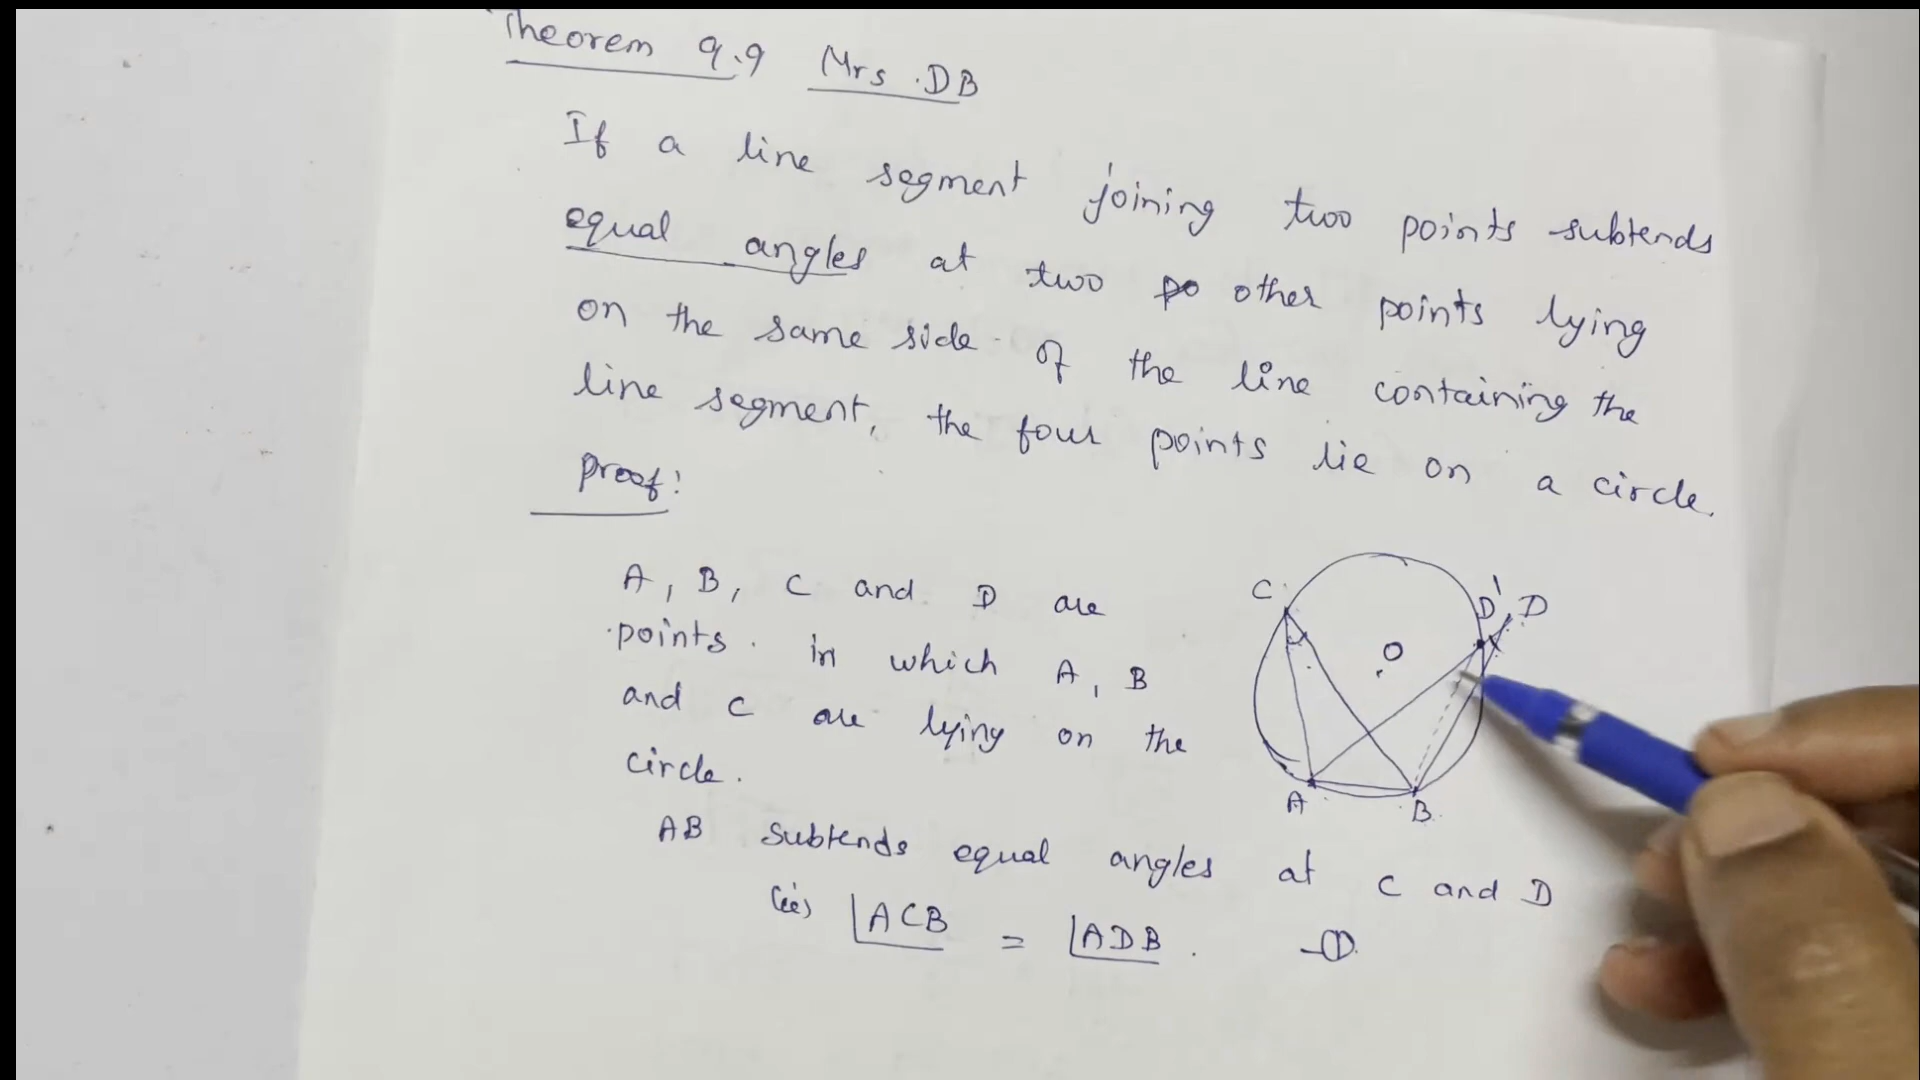 Theorem 9.9 Mrs .DB
If a line segment joining two points subtends
equal angles at two other points lying
on the same side of the line containing the
line segment, the four points lie on a circle.
Proof:
A, B, C and D are
points in which A, B
and C are lying on the
circle.
C
D'
D
O
A
B
AB subtends equal angles at C and D
(ie) ∠ACB = ∠ADB. —①